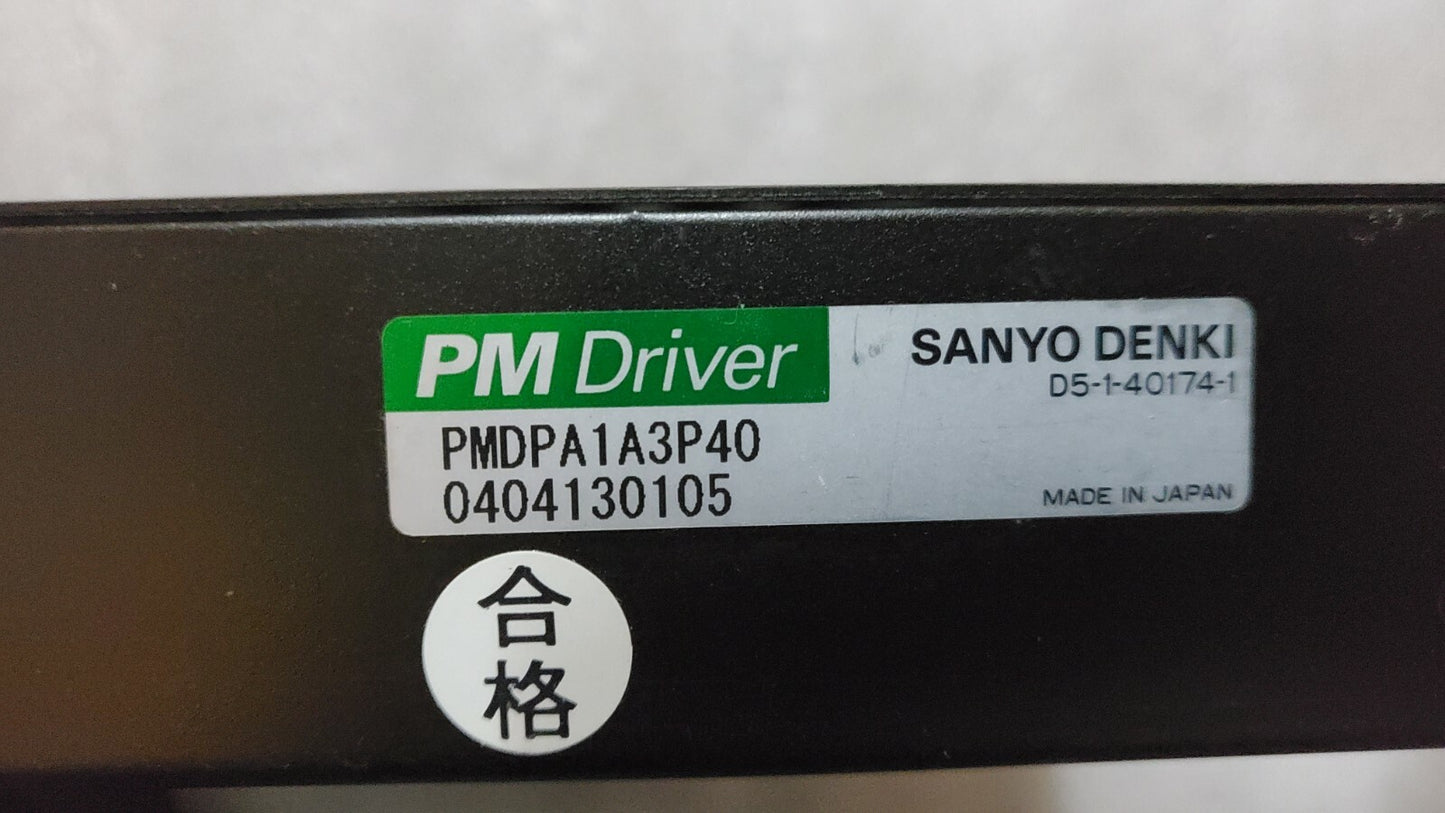 PM Driver
SANYO DENKI
D5-1-40174-1
PMDPA1A3P40
0404130105
MADE IN JAPAN
合
格